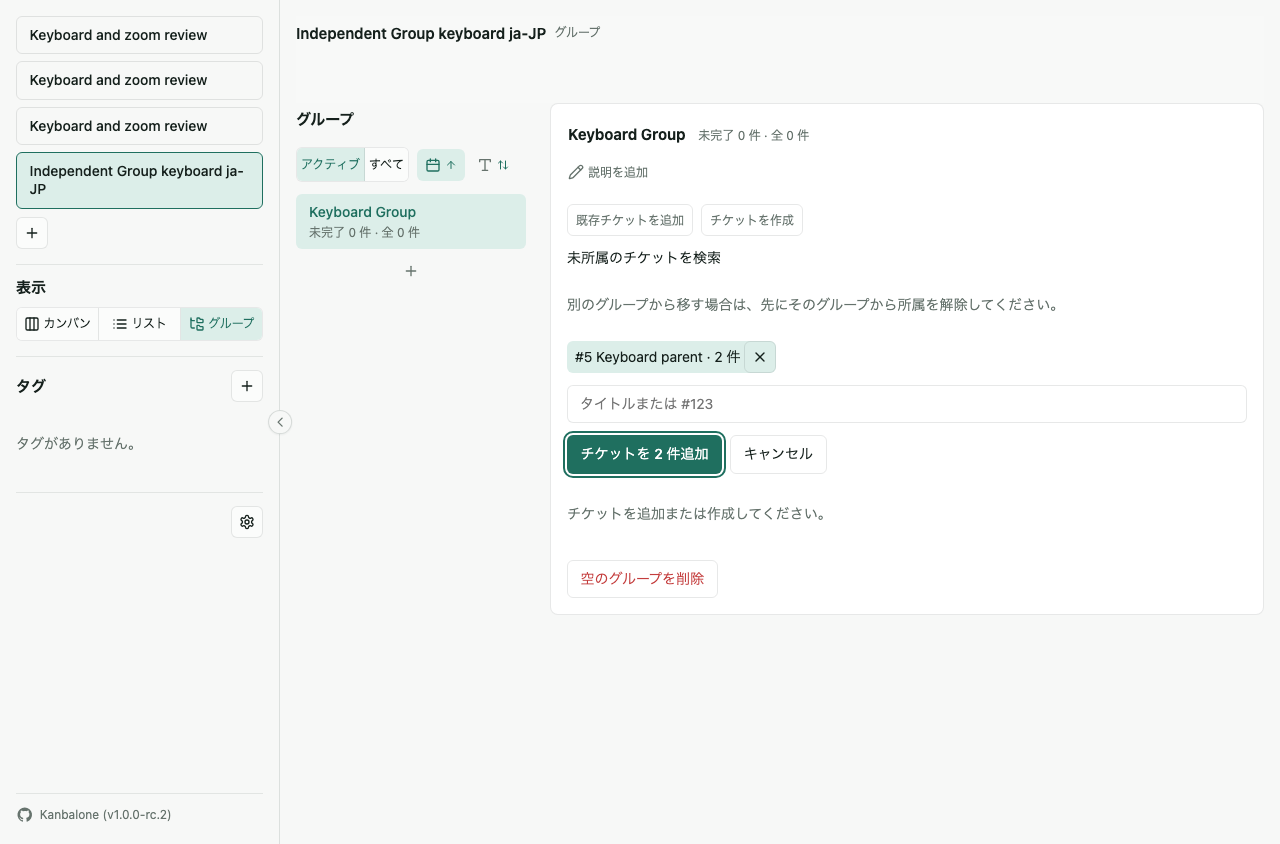 Keyboard and zoom review
Keyboard and zoom review
Keyboard and zoom review
Independent Group keyboard ja-
JP
表示
カンバン
リスト
グループ
タグ
タグがありません。
Kanbalone (v1.0.0-rc.2)
Independent Group keyboard ja-JP グループ
グループ
アクティブ すべて
Keyboard Group
未完了 0 件 · 全 0 件
Keyboard Group 未完了 0 件 · 全 0 件
説明を追加
既存チケットを追加 チケットを作成
未所属のチケットを検索
別のグループから移す場合は、先にそのグループから所属を解除してください。
#5 Keyboard parent · 2 件
タイトルまたは #123
チケットを 2 件追加 キャンセル
チケットを追加または作成してください。
空のグループを削除